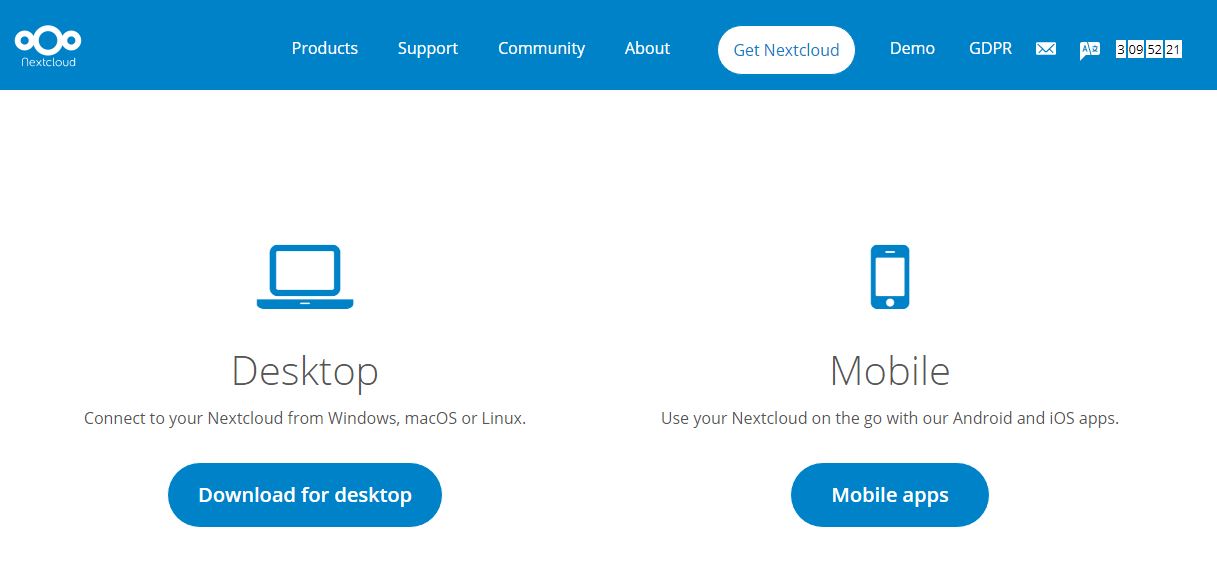 Nextcloud
Products Support Community About Get Nextcloud Demo GDPR A 3 09 52 21
Desktop
Connect to your Nextcloud from Windows, macOS or Linux.
Download for desktop
Mobile
Use your Nextcloud on the go with our Android and iOS apps.
Mobile apps